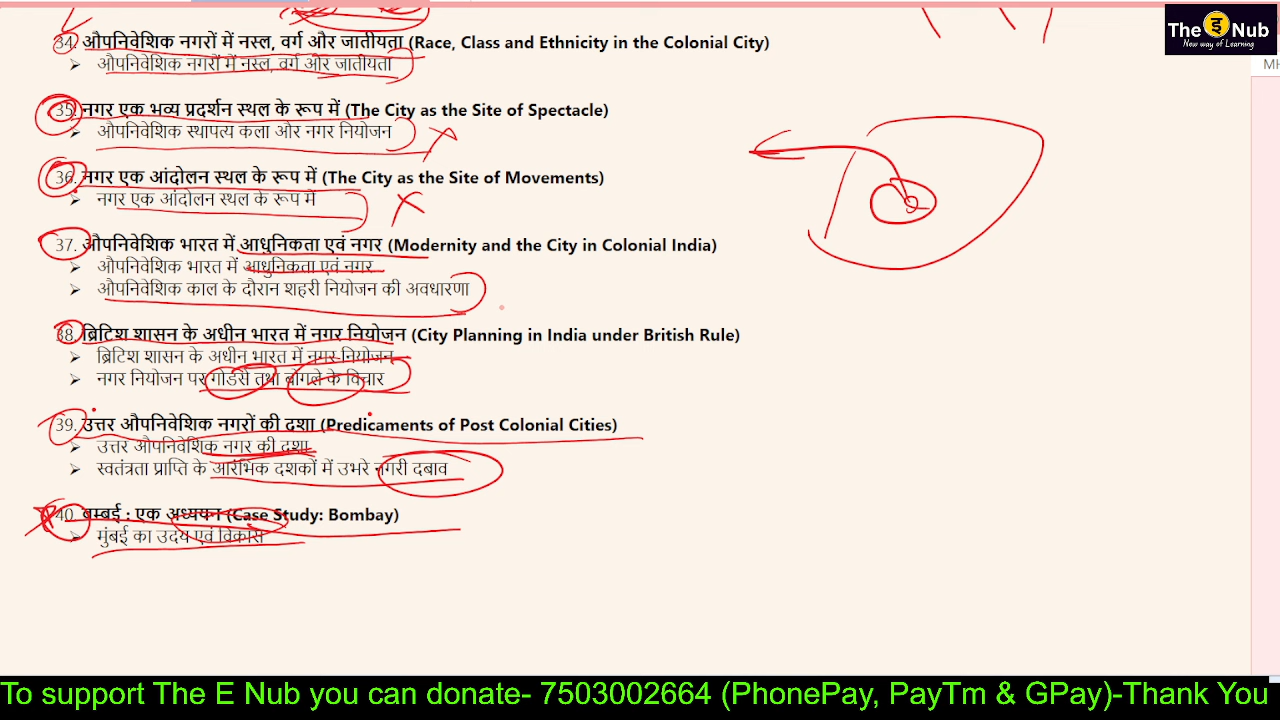 The ई Nub
Now way of Learning
MH
34. औपनिवेशिक नगरों में नस्ल, वर्ग और जातीयता (Race, Class and Ethnicity in the Colonial City)
➢ औपनिवेशिक नगरों में नस्ल, वर्ग और जातीयता
35. नगर एक भव्य प्रदर्शन स्थल के रूप में (The City as the Site of Spectacle)
➢ औपनिवेशिक स्थापत्य कला और नगर नियोजन
36. नगर एक आंदोलन स्थल के रूप में (The City as the Site of Movements)
➢ नगर एक आंदोलन स्थल के रूप में
37. औपनिवेशिक भारत में आधुनिकता एवं नगर (Modernity and the City in Colonial India)
➢ औपनिवेशिक भारत में आधुनिकता एवं नगर
➢ औपनिवेशिक काल के दौरान शहरी नियोजन की अवधारणा
38. ब्रिटिश शासन के अधीन भारत में नगर नियोजन (City Planning in India under British Rule)
➢ ब्रिटिश शासन के अधीन भारत में नगर नियोजन
➢ नगर नियोजन पर गोडसे तथा बोगले के विचार
39. उत्तर औपनिवेशिक नगरों की दशा (Predicaments of Post Colonial Cities)
➢ उत्तर औपनिवेशिक नगर की दशा
➢ स्वतंत्रता प्राप्ति के आरंभिक दशकों में उभरे नगरी दबाव
40. बम्बई : एक अध्ययन (Case Study: Bombay)
➢ मुंबई का उदय एवं विकास
To support The E Nub you can donate- 7503002664 (PhonePay, PayTm & GPay)-Thank You